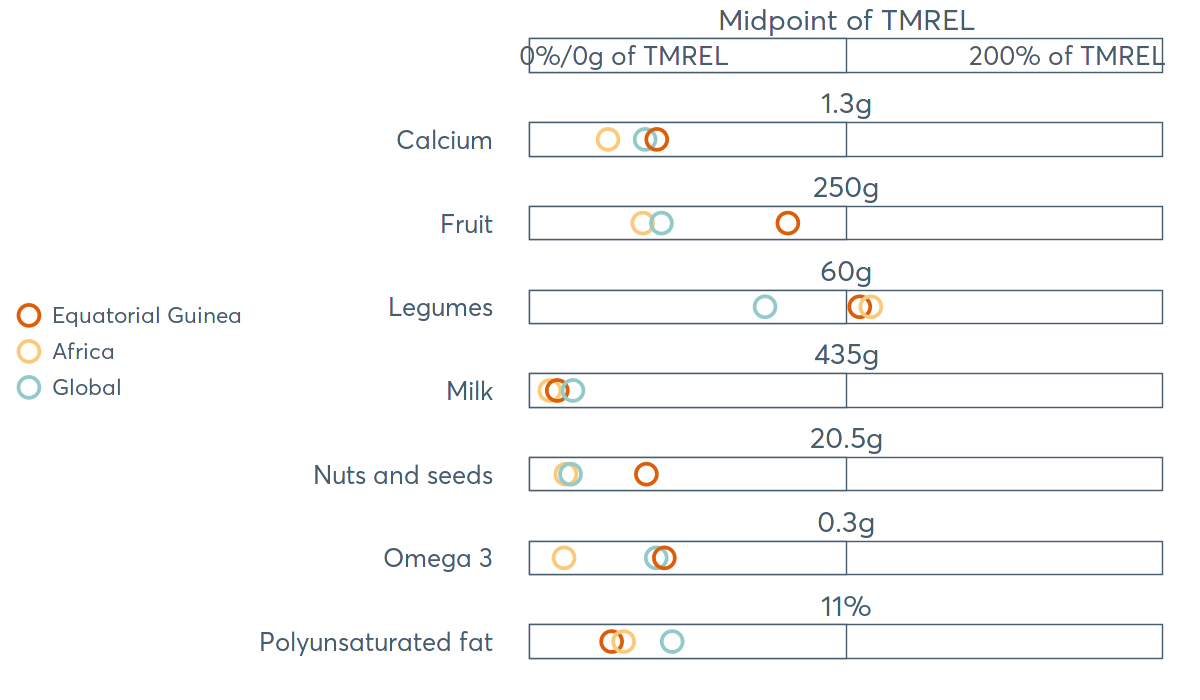 Midpoint of TMREL
0%/0g of TMREL 200% of TMREL
1.3g
Calcium
250g
Fruit
60g
Legumes
435g
Milk
20.5g
Nuts and seeds
0.3g
Omega 3
11%
Polyunsaturated fat
Equatorial Guinea
Africa
Global